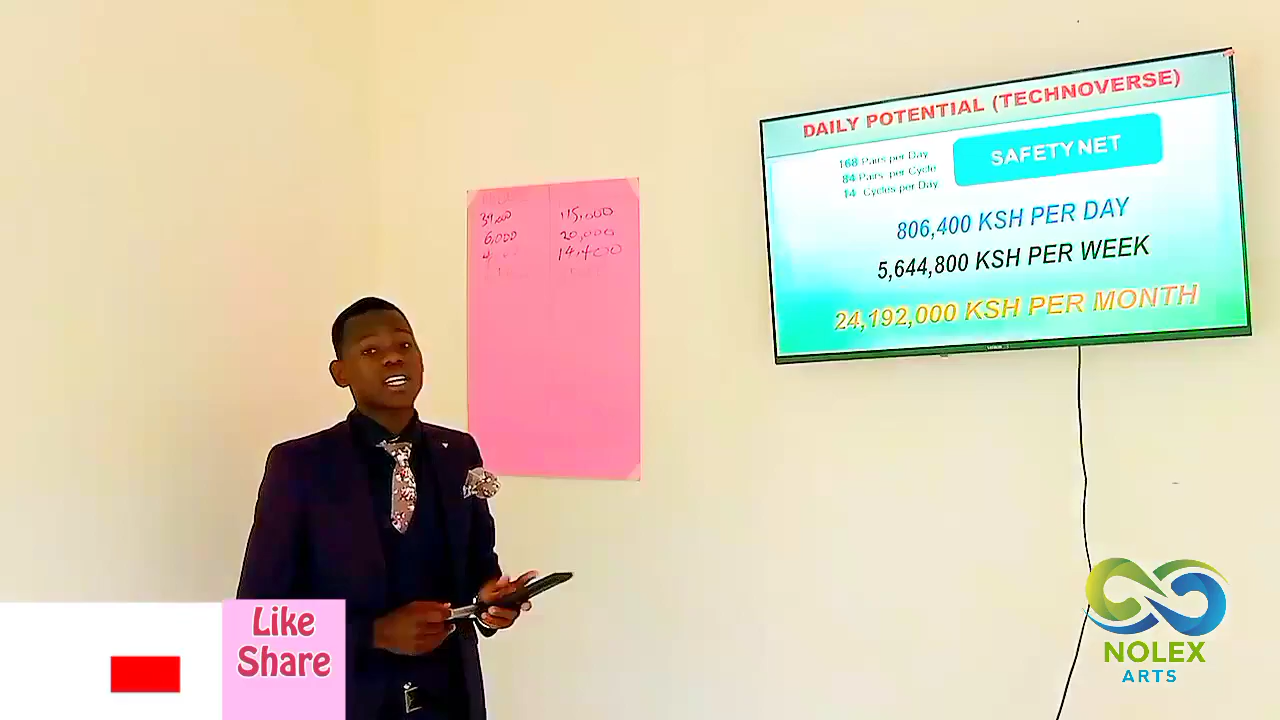 DAILY POTENTIAL (TECHNOVERSE)
168 Pairs per Day
84 Pairs per Cycle
14 Cycles per Day
SAFETY NET
806,400 KSH PER DAY
5,644,800 KSH PER WEEK
24,192,000 KSH PER MONTH
115,000
6,000 20,000
14,400
Like
Share
NOLEX
ARTS